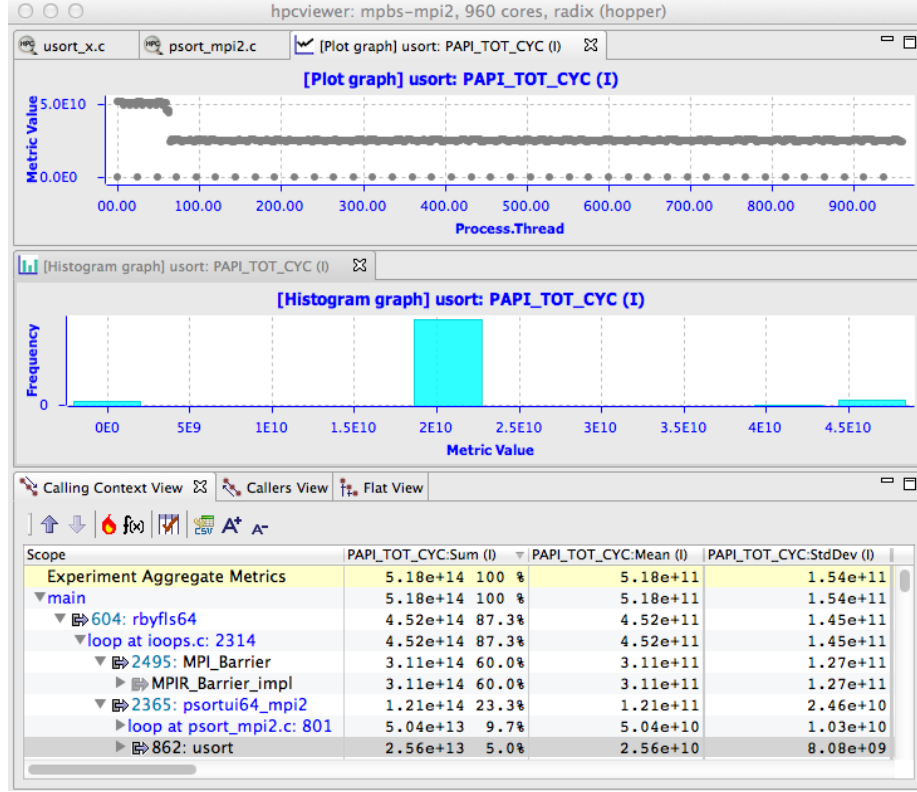 hpcviewer: mpbs-mpi2, 960 cores, radix (hopper)
usort_x.c psort_mpi2.c [Plot graph] usort: PAPI_TOT_CYC (I)
[Plot graph] usort: PAPI_TOT_CYC (I)
Metric Value
5.0E10
0.0E0
00.00 100.00 200.00 300.00 400.00 500.00 600.00 700.00 800.00 900.00
Process.Thread
[Histogram graph] usort: PAPI_TOT_CYC (I)
[Histogram graph] usort: PAPI_TOT_CYC (I)
Frequency
0
0E0 5E9 1E10 1.5E10 2E10 2.5E10 3E10 3.5E10 4E10 4.5E10
Metric Value
Calling Context View Callers View Flat View
f(x) CSV A+ A-
Scope PAPI_TOT_CYC:Sum (I) PAPI_TOT_CYC:Mean (I) PAPI_TOT_CYC:StdDev (I)
Experiment Aggregate Metrics 5.18e+14 100 % 5.18e+11 1.54e+11
main 5.18e+14 100 % 5.18e+11 1.54e+11
604: rbyfls64 4.52e+14 87.3% 4.52e+11 1.45e+11
loop at ioops.c: 2314 4.52e+14 87.3% 4.52e+11 1.45e+11
2495: MPI_Barrier 3.11e+14 60.0% 3.11e+11 1.27e+11
MPIR_Barrier_impl 3.11e+14 60.0% 3.11e+11 1.27e+11
2365: psortui64_mpi2 1.21e+14 23.3% 1.21e+11 2.46e+10
loop at psort_mpi2.c: 801 5.04e+13 9.7% 5.04e+10 1.03e+10
862: usort 2.56e+13 5.0% 2.56e+10 8.08e+09